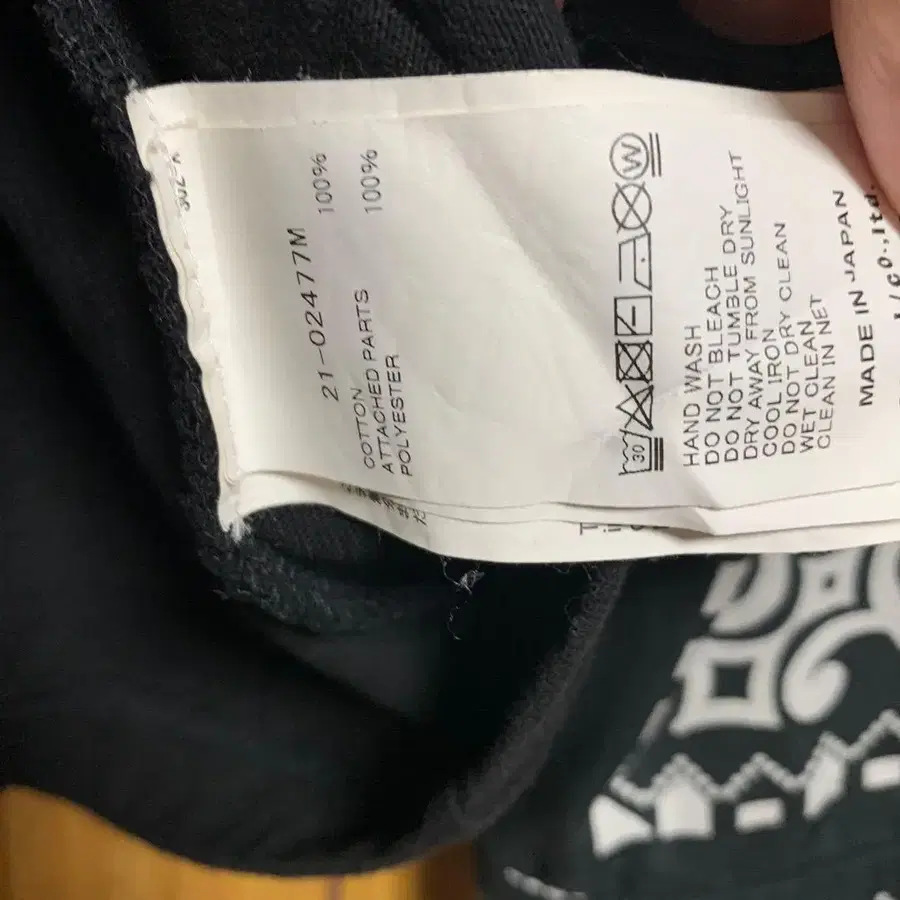 21-02477M
COTTON 100%
ATTACHED PARTS
POLYESTER 100%
30
W
HAND WASH
DO NOT BLEACH
DO NOT TUMBLE DRY
DRY AWAY FROM SUNLIGHT
COOL IRON
DO NOT DRY CLEAN
WET CLEAN
CLEAN IN NET
MADE IN JAPAN